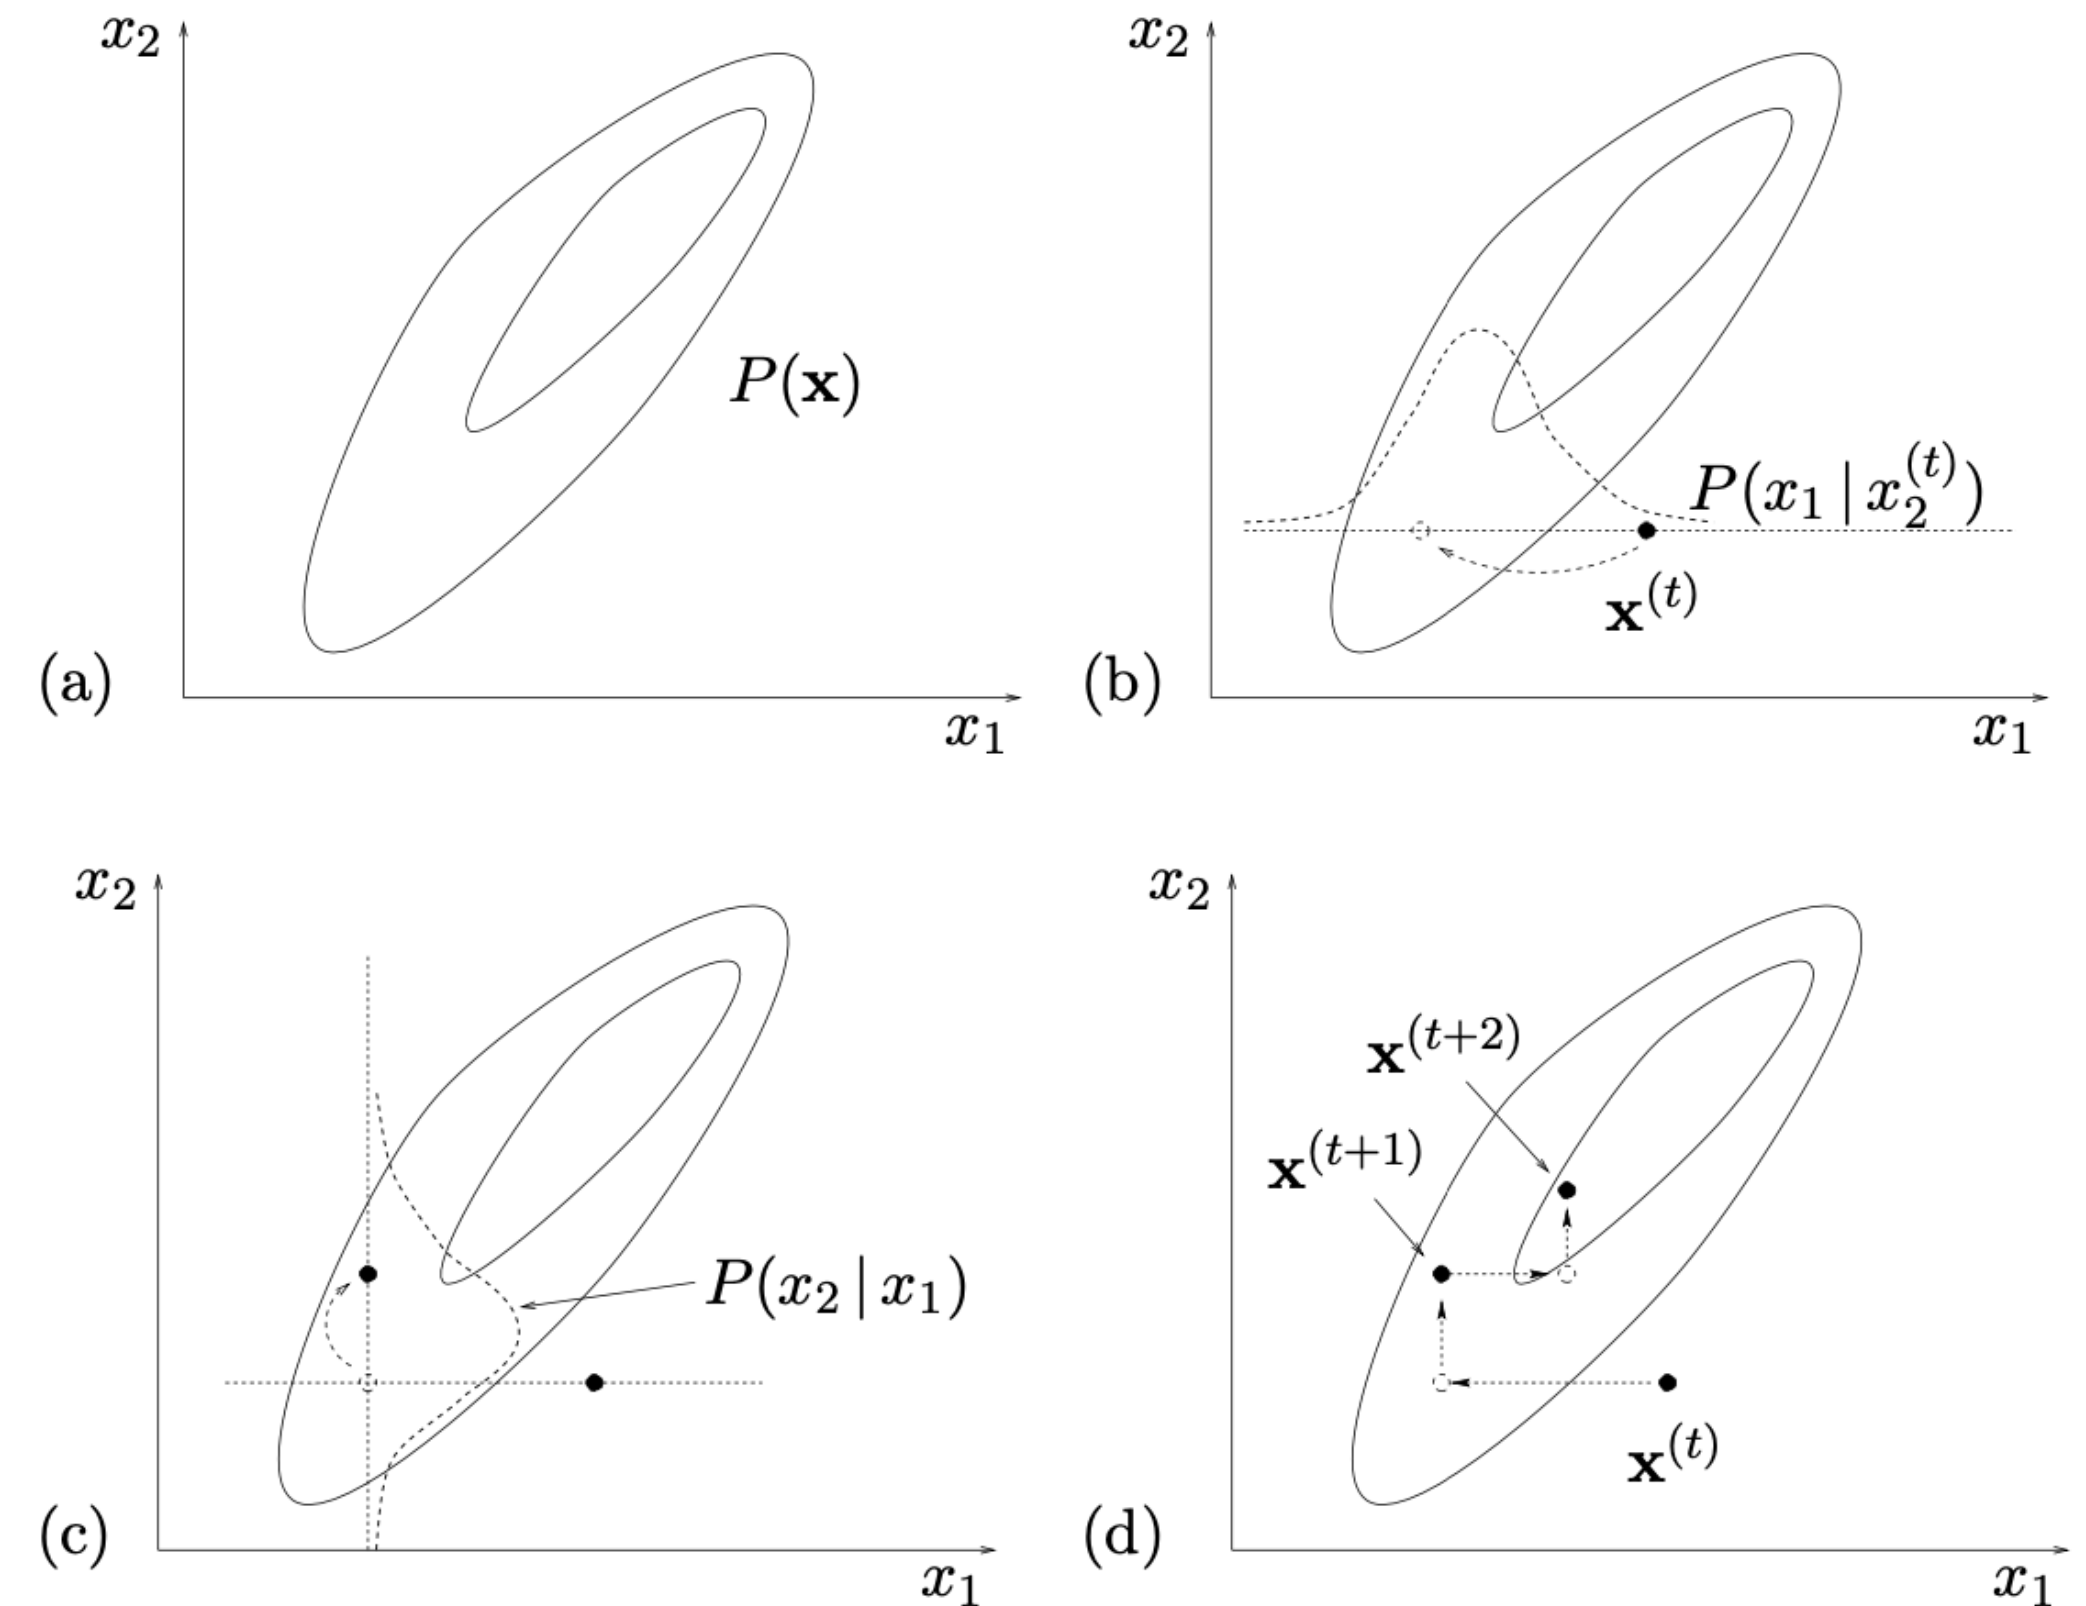 x₂
P(𝐱)
(a)
x₁
x₂
P(x₁ | x₂⁽ᵗ⁾)
𝐱⁽ᵗ⁾
(b)
x₁
x₂
P(x₂ | x₁)
(c)
x₁
x₂
𝐱⁽ᵗ⁺²⁾
𝐱⁽ᵗ⁺¹⁾
𝐱⁽ᵗ⁾
(d)
x₁